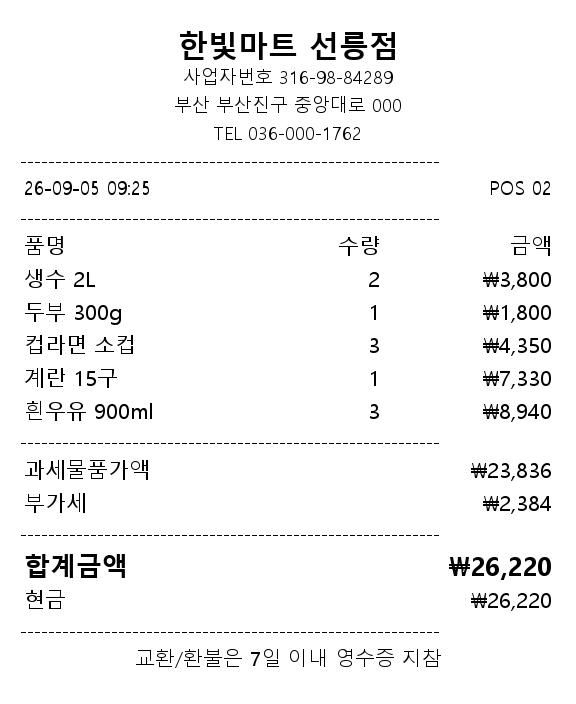 한빛마트 선릉점
사업자번호 316-98-84289
부산 부산진구 중앙대로 000
TEL 036-000-1762
26-09-05 09:25 POS 02
품명 수량 금액
생수 2L 2 ₩3,800
두부 300g 1 ₩1,800
컵라면 소컵 3 ₩4,350
계란 15구 1 ₩7,330
흰우유 900ml 3 ₩8,940
과세물품가액 ₩23,836
부가세 ₩2,384
합계금액 ₩26,220
현금 ₩26,220
교환/환불은 7일 이내 영수증 지참